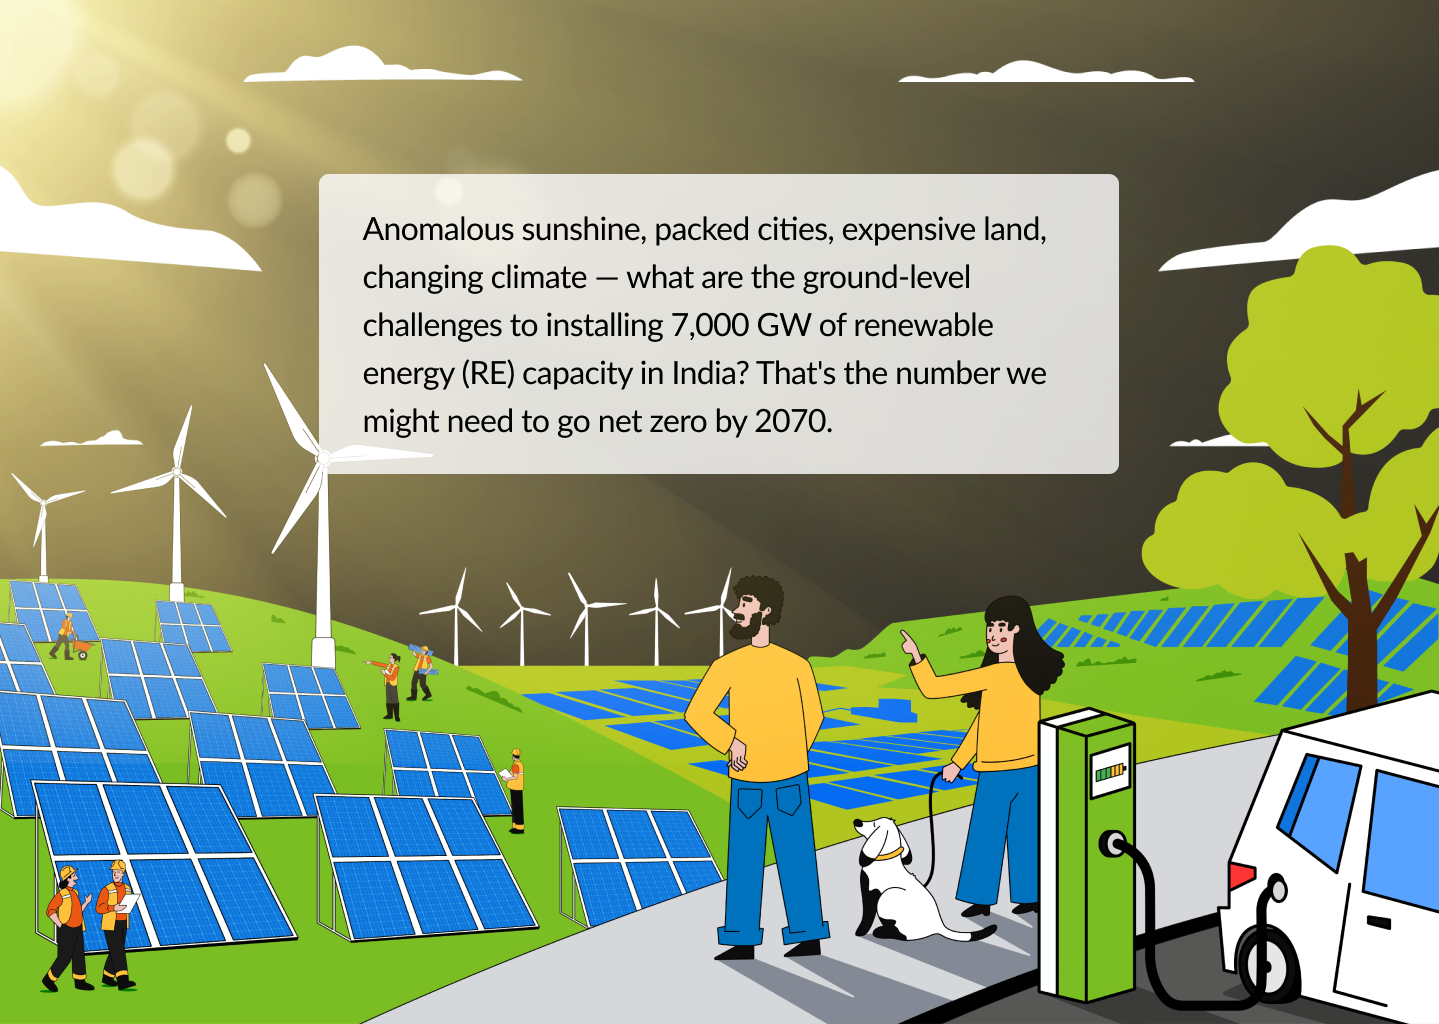 Anomalous sunshine, packed cities, expensive land,
changing climate — what are the ground-level
challenges to installing 7,000 GW of renewable
energy (RE) capacity in India? That's the number we
might need to go net zero by 2070.